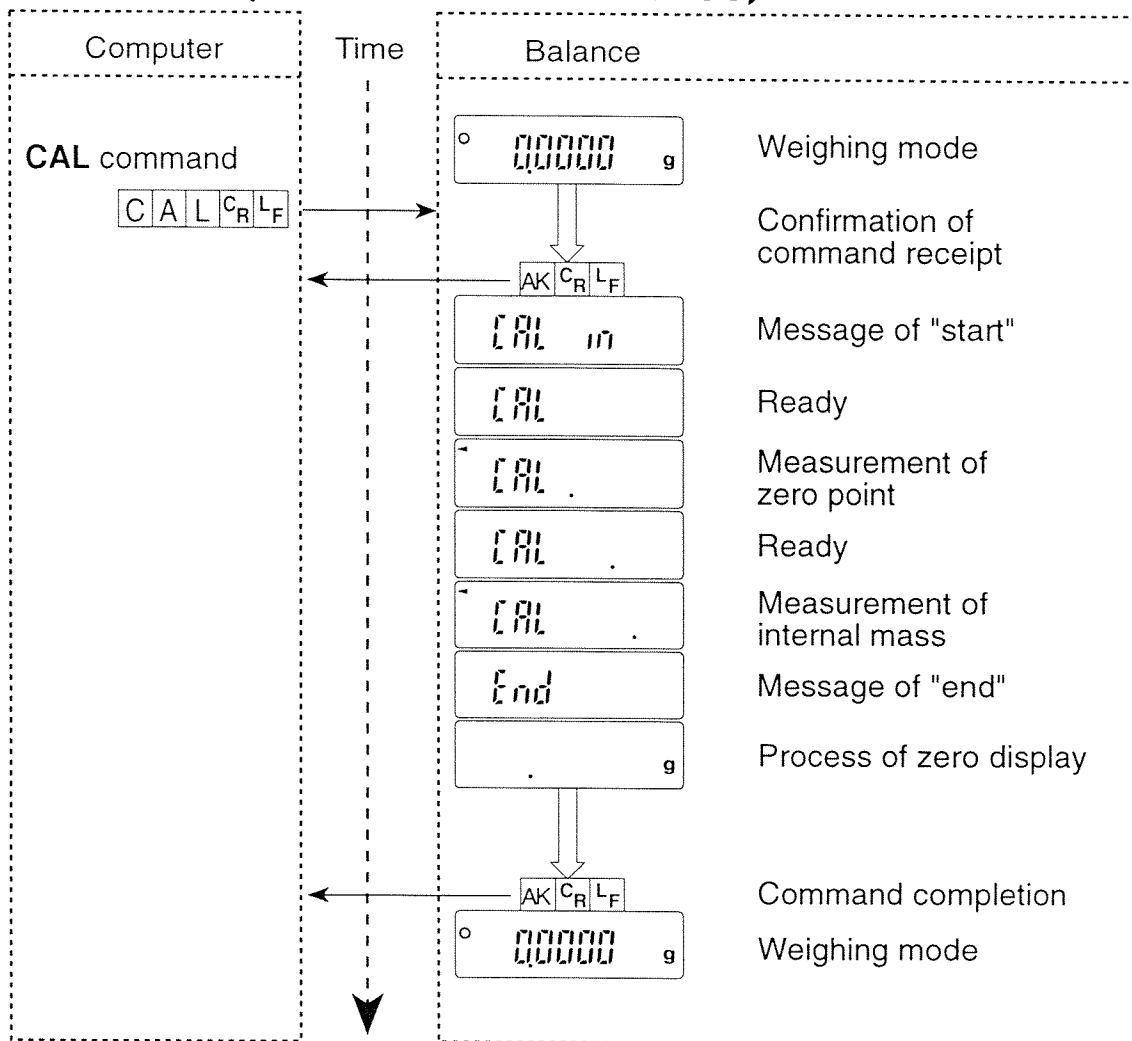 Computer Time Balance
0.0000 g Weighing mode
CAL command
CAL CR LF
Confirmation of
command receipt
AK CR LF
CAL in Message of "start"
CAL Ready
CAL . Measurement of
zero point
CAL . Ready
CAL . Measurement of
internal mass
End Message of "end"
. g Process of zero display
AK CR LF Command completion
0.0000 g Weighing mode